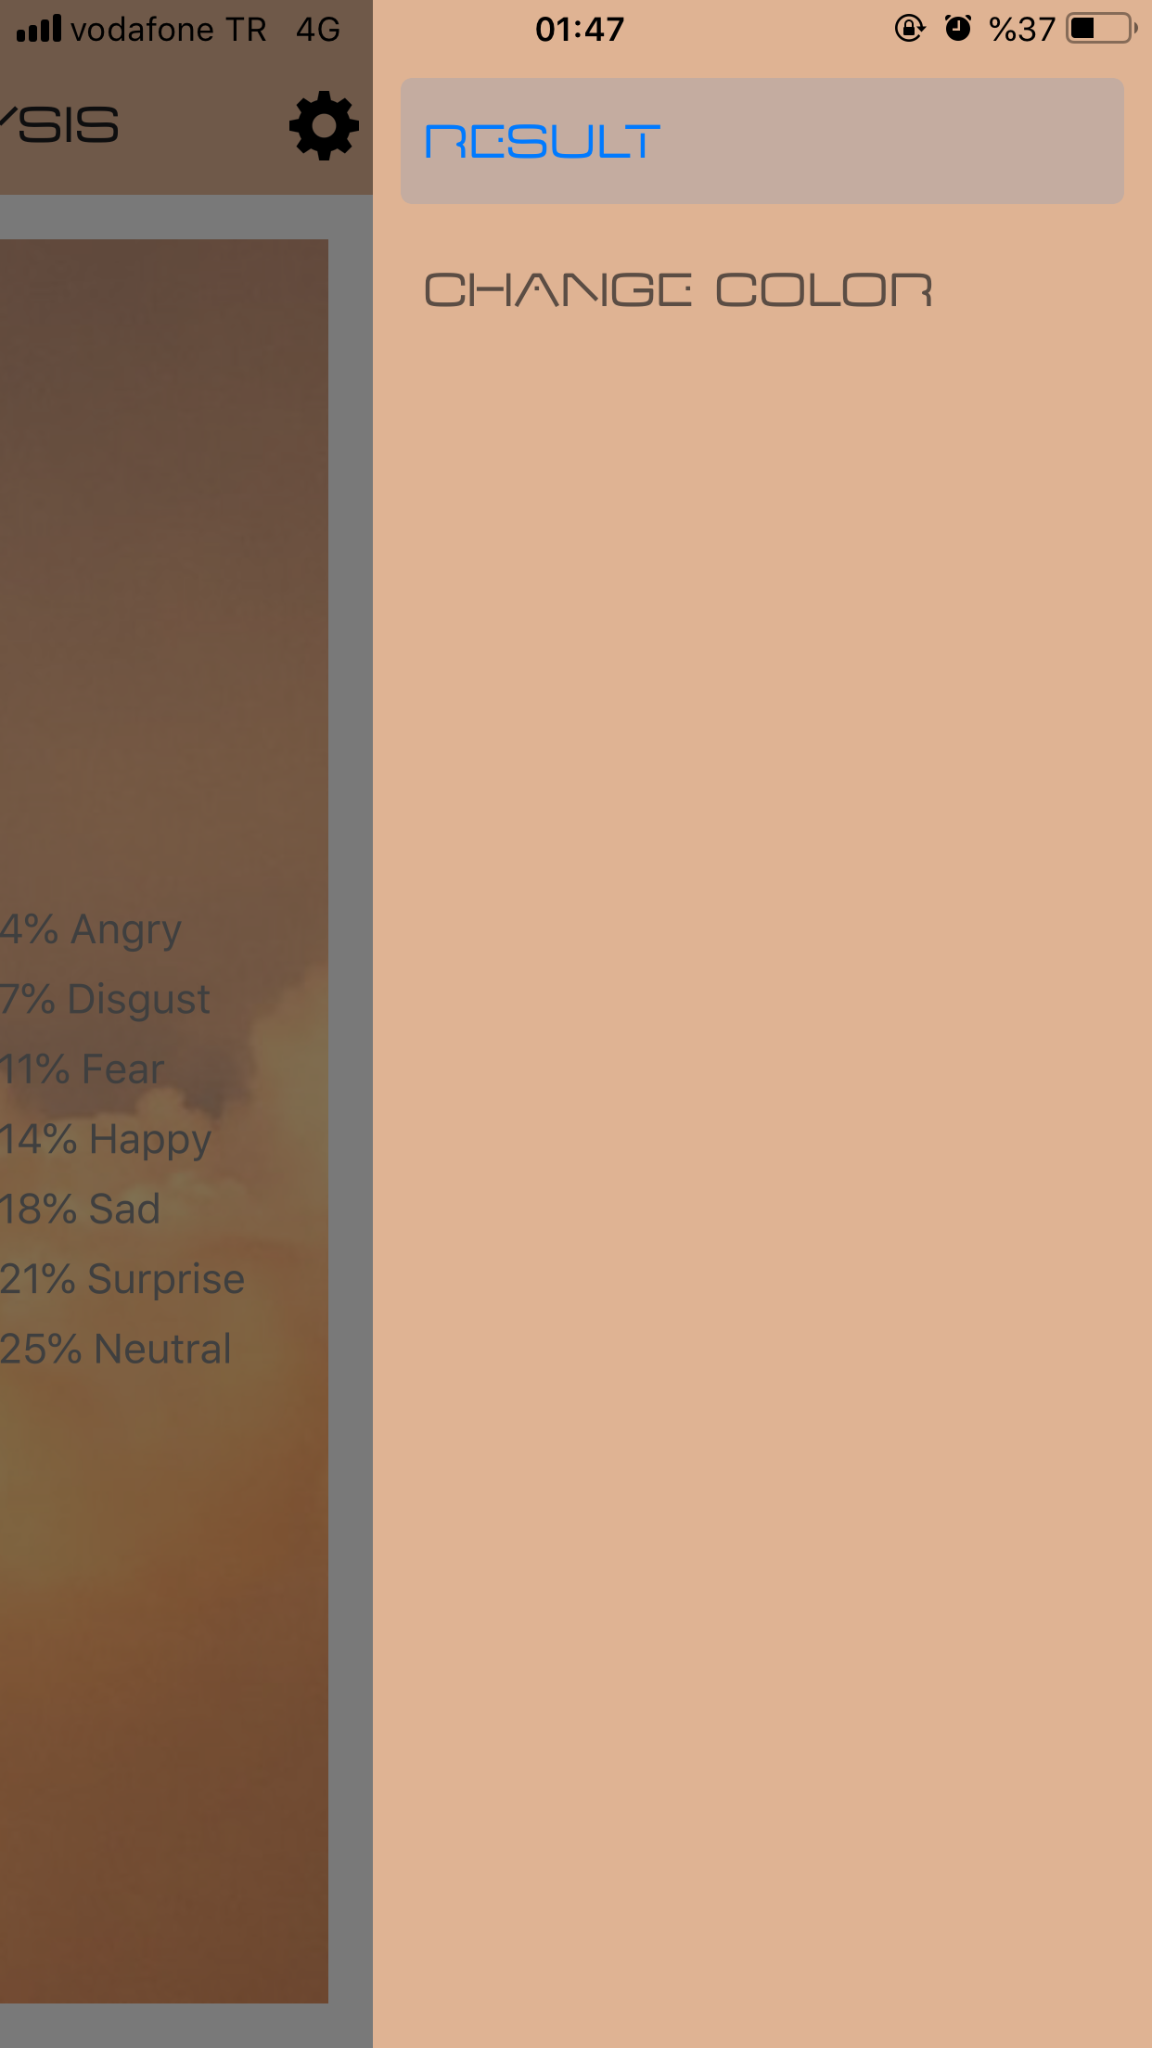 vodafone TR 4G 01:47 %37
YSIS
RESULT
CHANGE COLOR
4% Angry
7% Disgust
11% Fear
14% Happy
18% Sad
21% Surprise
25% Neutral